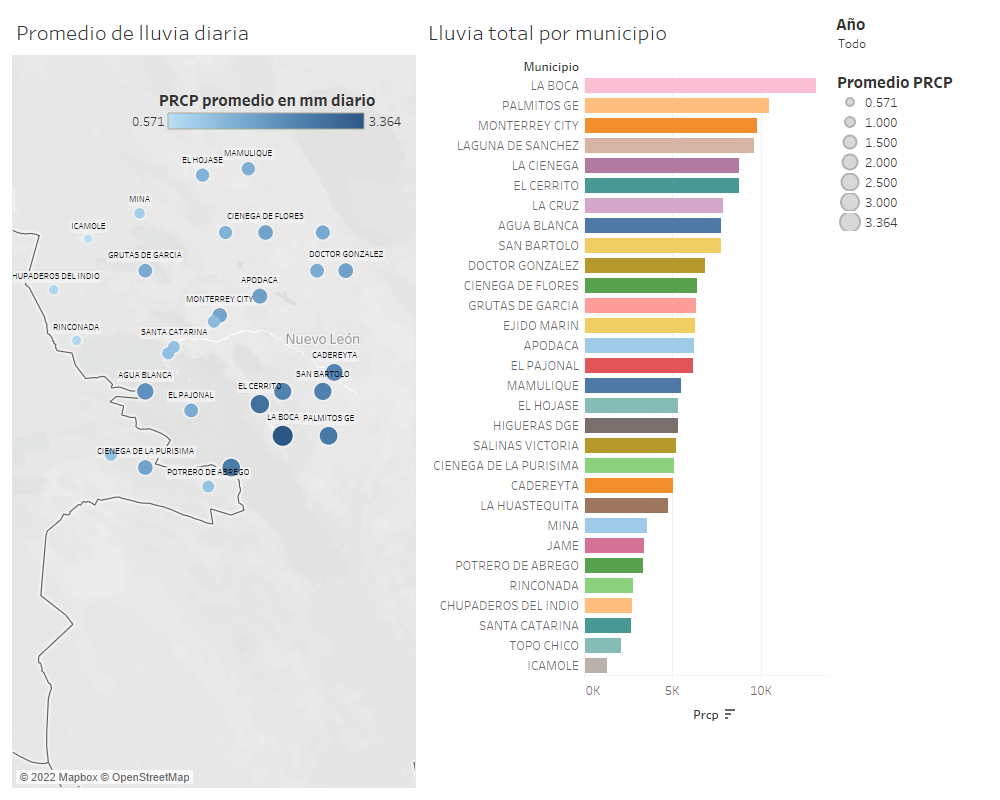 Promedio de lluvia diaria
PRCP promedio en mm diario
0.571
3.364
MAMULIQUE
EL HOJASE
MINA
CIENEGA DE FLORES
ICAMOLE
GRUTAS DE GARCIA
DOCTOR GONZALEZ
HUPADEROS DEL INDIO
APODACA
MONTERREY CITY
RINCONADA
SANTA CATARINA
Nuevo León
CADEREYTA
AGUA BLANCA
SAN BARTOLO
EL CERRITO
EL PAJONAL
LA BOCA
PALMITOS GE
CIENEGA DE LA PURISIMA
POTRERO DE ABREGO
© 2022 Mapbox © OpenStreetMap
Lluvia total por municipio
Municipio
LA BOCA
PALMITOS GE
MONTERREY CITY
LAGUNA DE SANCHEZ
LA CIENEGA
EL CERRITO
LA CRUZ
AGUA BLANCA
SAN BARTOLO
DOCTOR GONZALEZ
CIENEGA DE FLORES
GRUTAS DE GARCIA
EJIDO MARIN
APODACA
EL PAJONAL
MAMULIQUE
EL HOJASE
HIGUERAS DGE
SALINAS VICTORIA
CIENEGA DE LA PURISIMA
CADEREYTA
LA HUASTEQUITA
MINA
JAME
POTRERO DE ABREGO
RINCONADA
CHUPADEROS DEL INDIO
SANTA CATARINA
TOPO CHICO
ICAMOLE
0K 5K 10K
Prcp
Año
Todo
Promedio PRCP
0.571
1.000
1.500
2.000
2.500
3.000
3.364